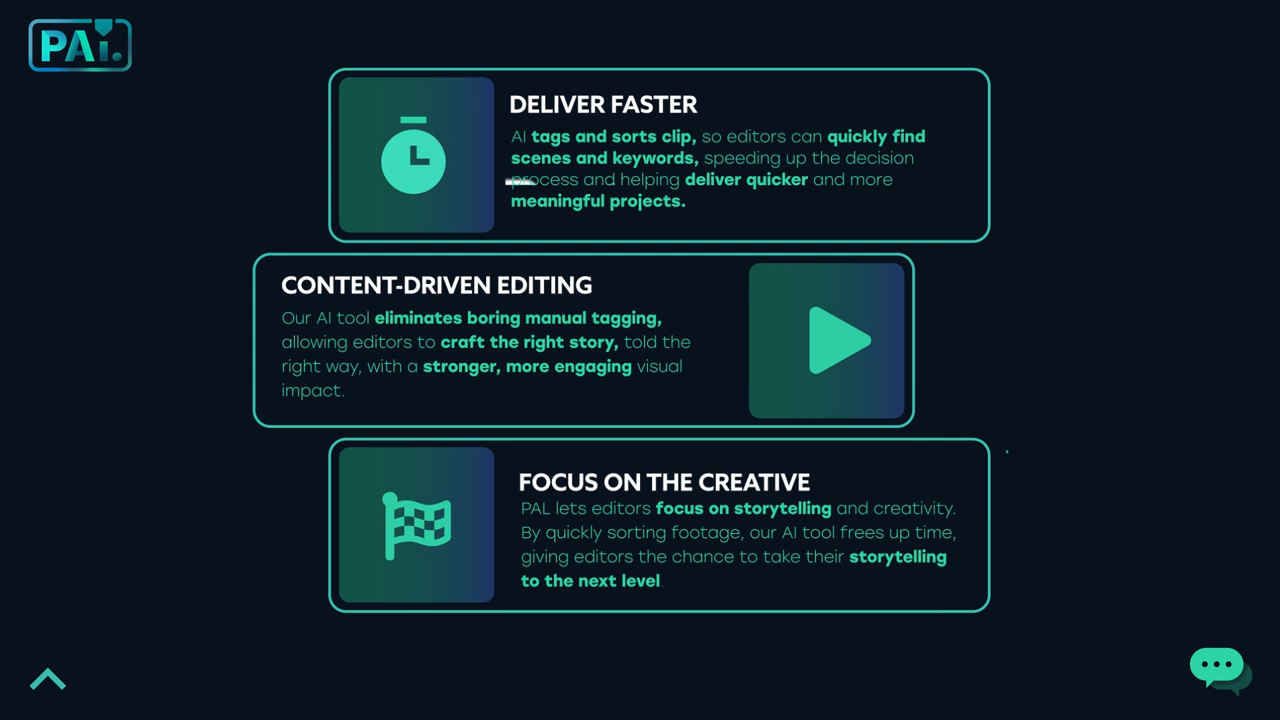 PAi.
DELIVER FASTER
AI tags and sorts clip, so editors can quickly find
scenes and keywords, speeding up the decision
process and helping deliver quicker and more
meaningful projects.
CONTENT-DRIVEN EDITING
Our AI tool eliminates boring manual tagging,
allowing editors to craft the right story, told the
right way, with a stronger, more engaging visual
impact.
FOCUS ON THE CREATIVE
PAL lets editors focus on storytelling and creativity.
By quickly sorting footage, our AI tool frees up time,
giving editors the chance to take their storytelling
to the next level.